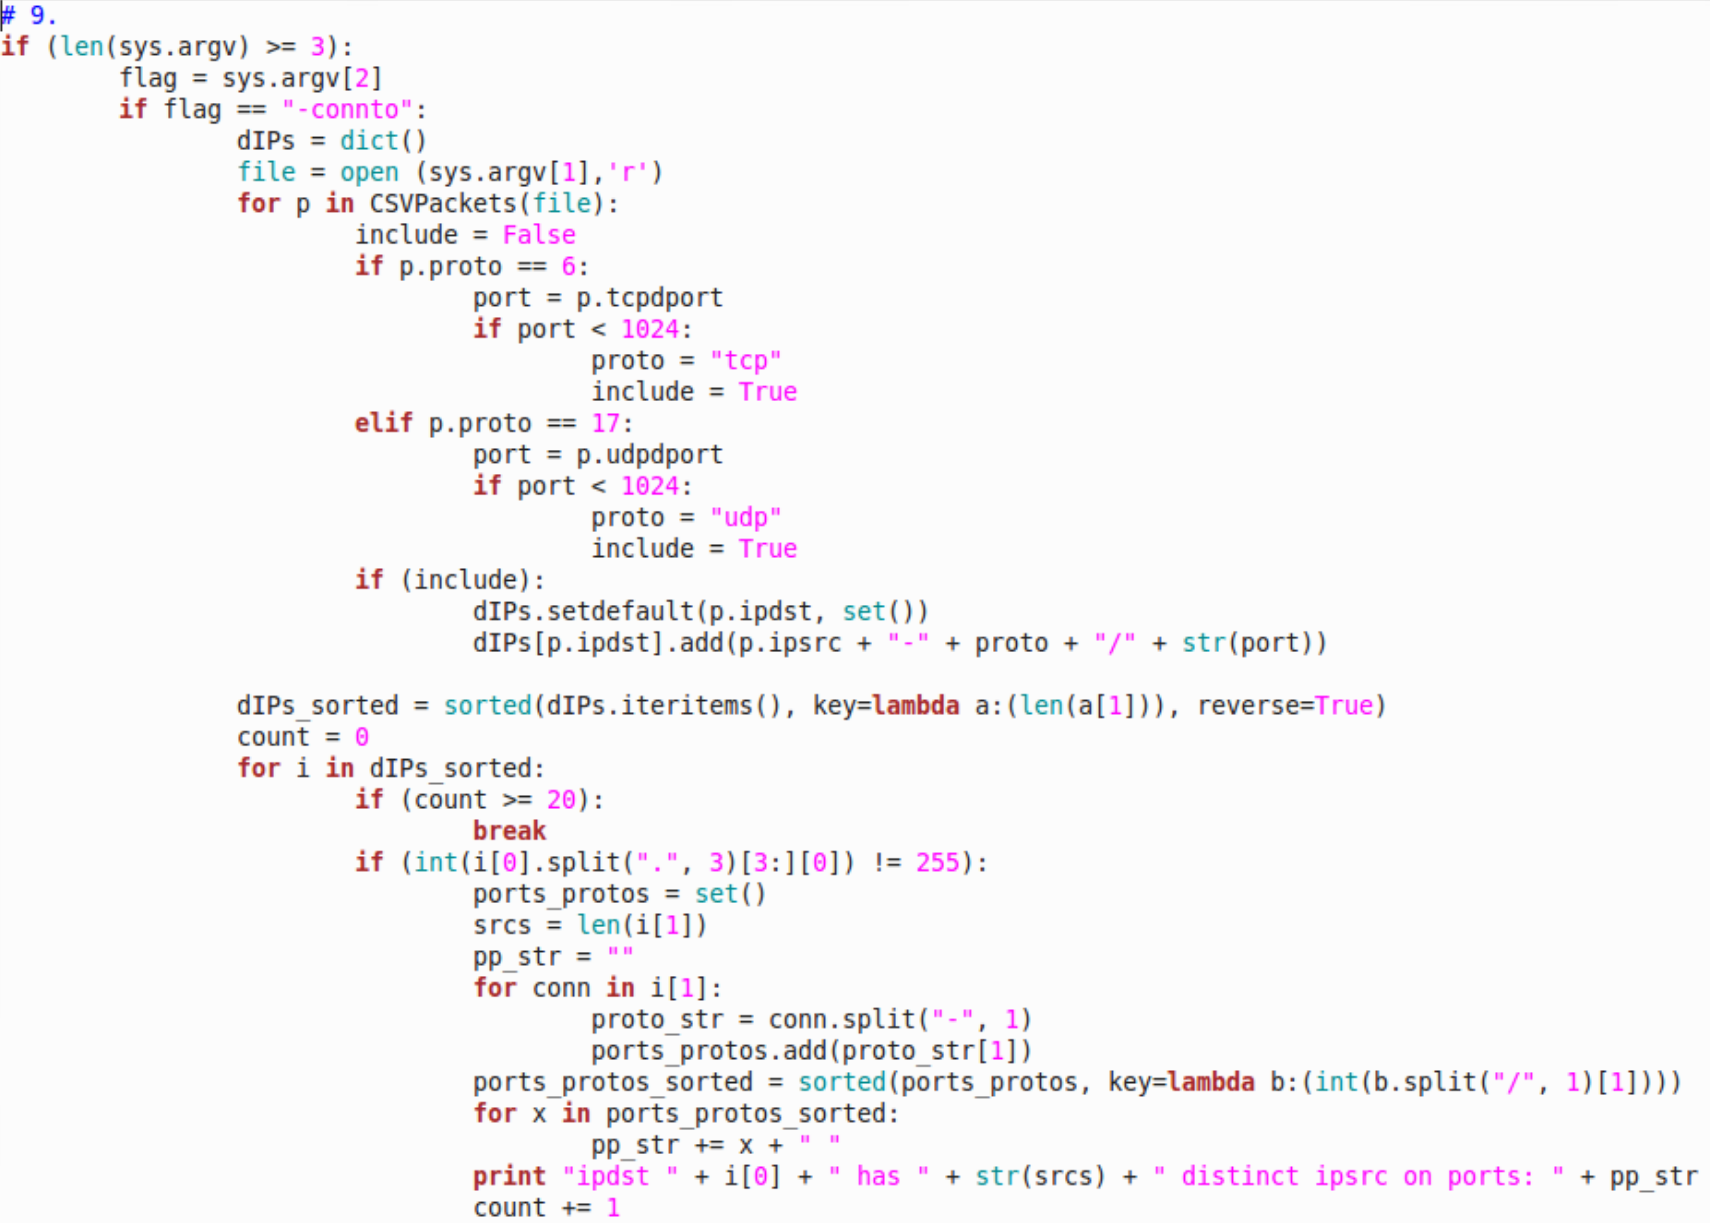 # 9.
if (len(sys.argv) >= 3):
        flag = sys.argv[2]
        if flag == "-connto":
                dIPs = dict()
                file = open (sys.argv[1],'r')
                for p in CSVPackets(file):
                        include = False
                        if p.proto == 6:
                                port = p.tcpdport
                                if port < 1024:
                                        proto = "tcp"
                                        include = True
                        elif p.proto == 17:
                                port = p.udpdport
                                if port < 1024:
                                        proto = "udp"
                                        include = True
                        if (include):
                                dIPs.setdefault(p.ipdst, set())
                                dIPs[p.ipdst].add(p.ipsrc + "-" + proto + "/" + str(port))

                dIPs_sorted = sorted(dIPs.iteritems(), key=lambda a:(len(a[1])), reverse=True)
                count = 0
                for i in dIPs_sorted:
                        if (count >= 20):
                                break
                        if (int(i[0].split(".", 3)[3:][0]) != 255):
                                ports_protos = set()
                                srcs = len(i[1])
                                pp_str = ""
                                for conn in i[1]:
                                        proto_str = conn.split("-", 1)
                                        ports_protos.add(proto_str[1])
                                ports_protos_sorted = sorted(ports_protos, key=lambda b:(int(b.split("/", 1)[1])))
                                for x in ports_protos_sorted:
                                        pp_str += x + " "
                                print "ipdst " + i[0] + " has " + str(srcs) + " distinct ipsrc on ports: " + pp_str
                                count += 1